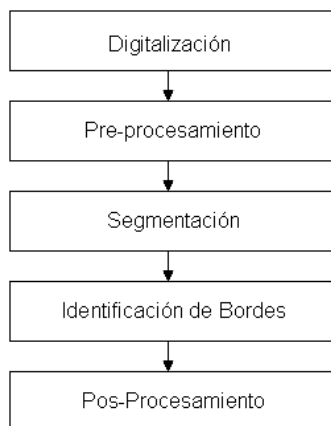 Digitalización
Pre-procesamiento
Segmentación
Identificación de Bordes
Pos-Procesamiento